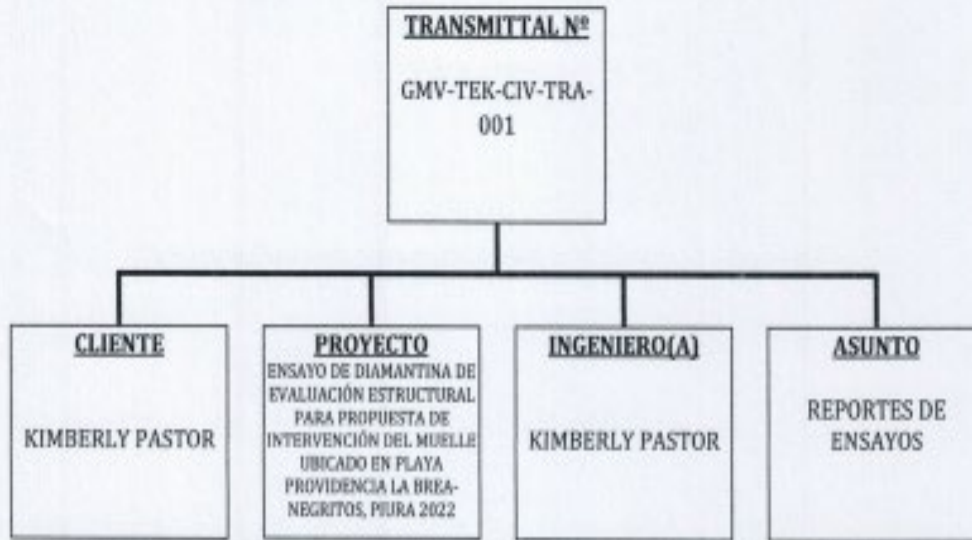 TRANSMITTAL Nº
GMV-TEK-CIV-TRA-
001
CLIENTE
KIMBERLY PASTOR
PROYECTO
ENSAYO DE DIAMANTINA DE
EVALUACIÓN ESTRUCTURAL
PARA PROPUESTA DE
INTERVENCIÓN DEL MUELLE
UBICADO EN PLAYA
PROVIDENCIA LA BREA-
NEGRITOS, PIURA 2022
INGENIERO(A)
KIMBERLY PASTOR
ASUNTO
REPORTES DE
ENSAYOS